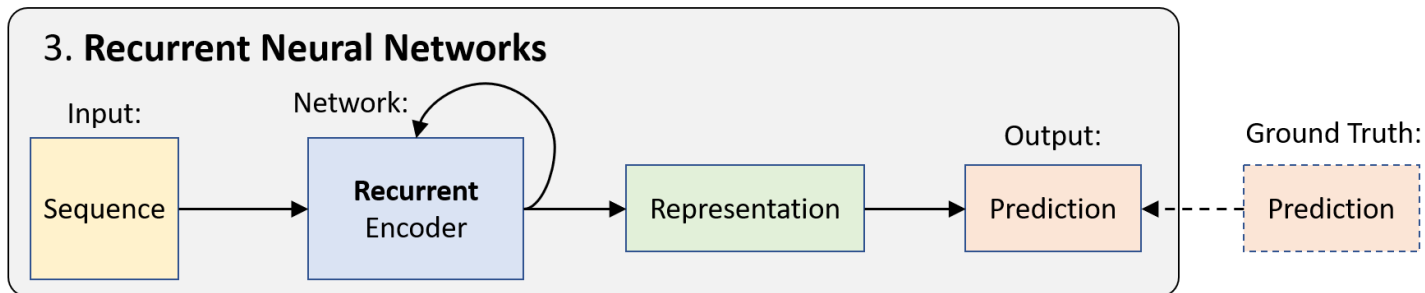 3. Recurrent Neural Networks
Input:
Network:
Output:
Ground Truth:
Sequence
Recurrent
Encoder
Representation
Prediction
Prediction